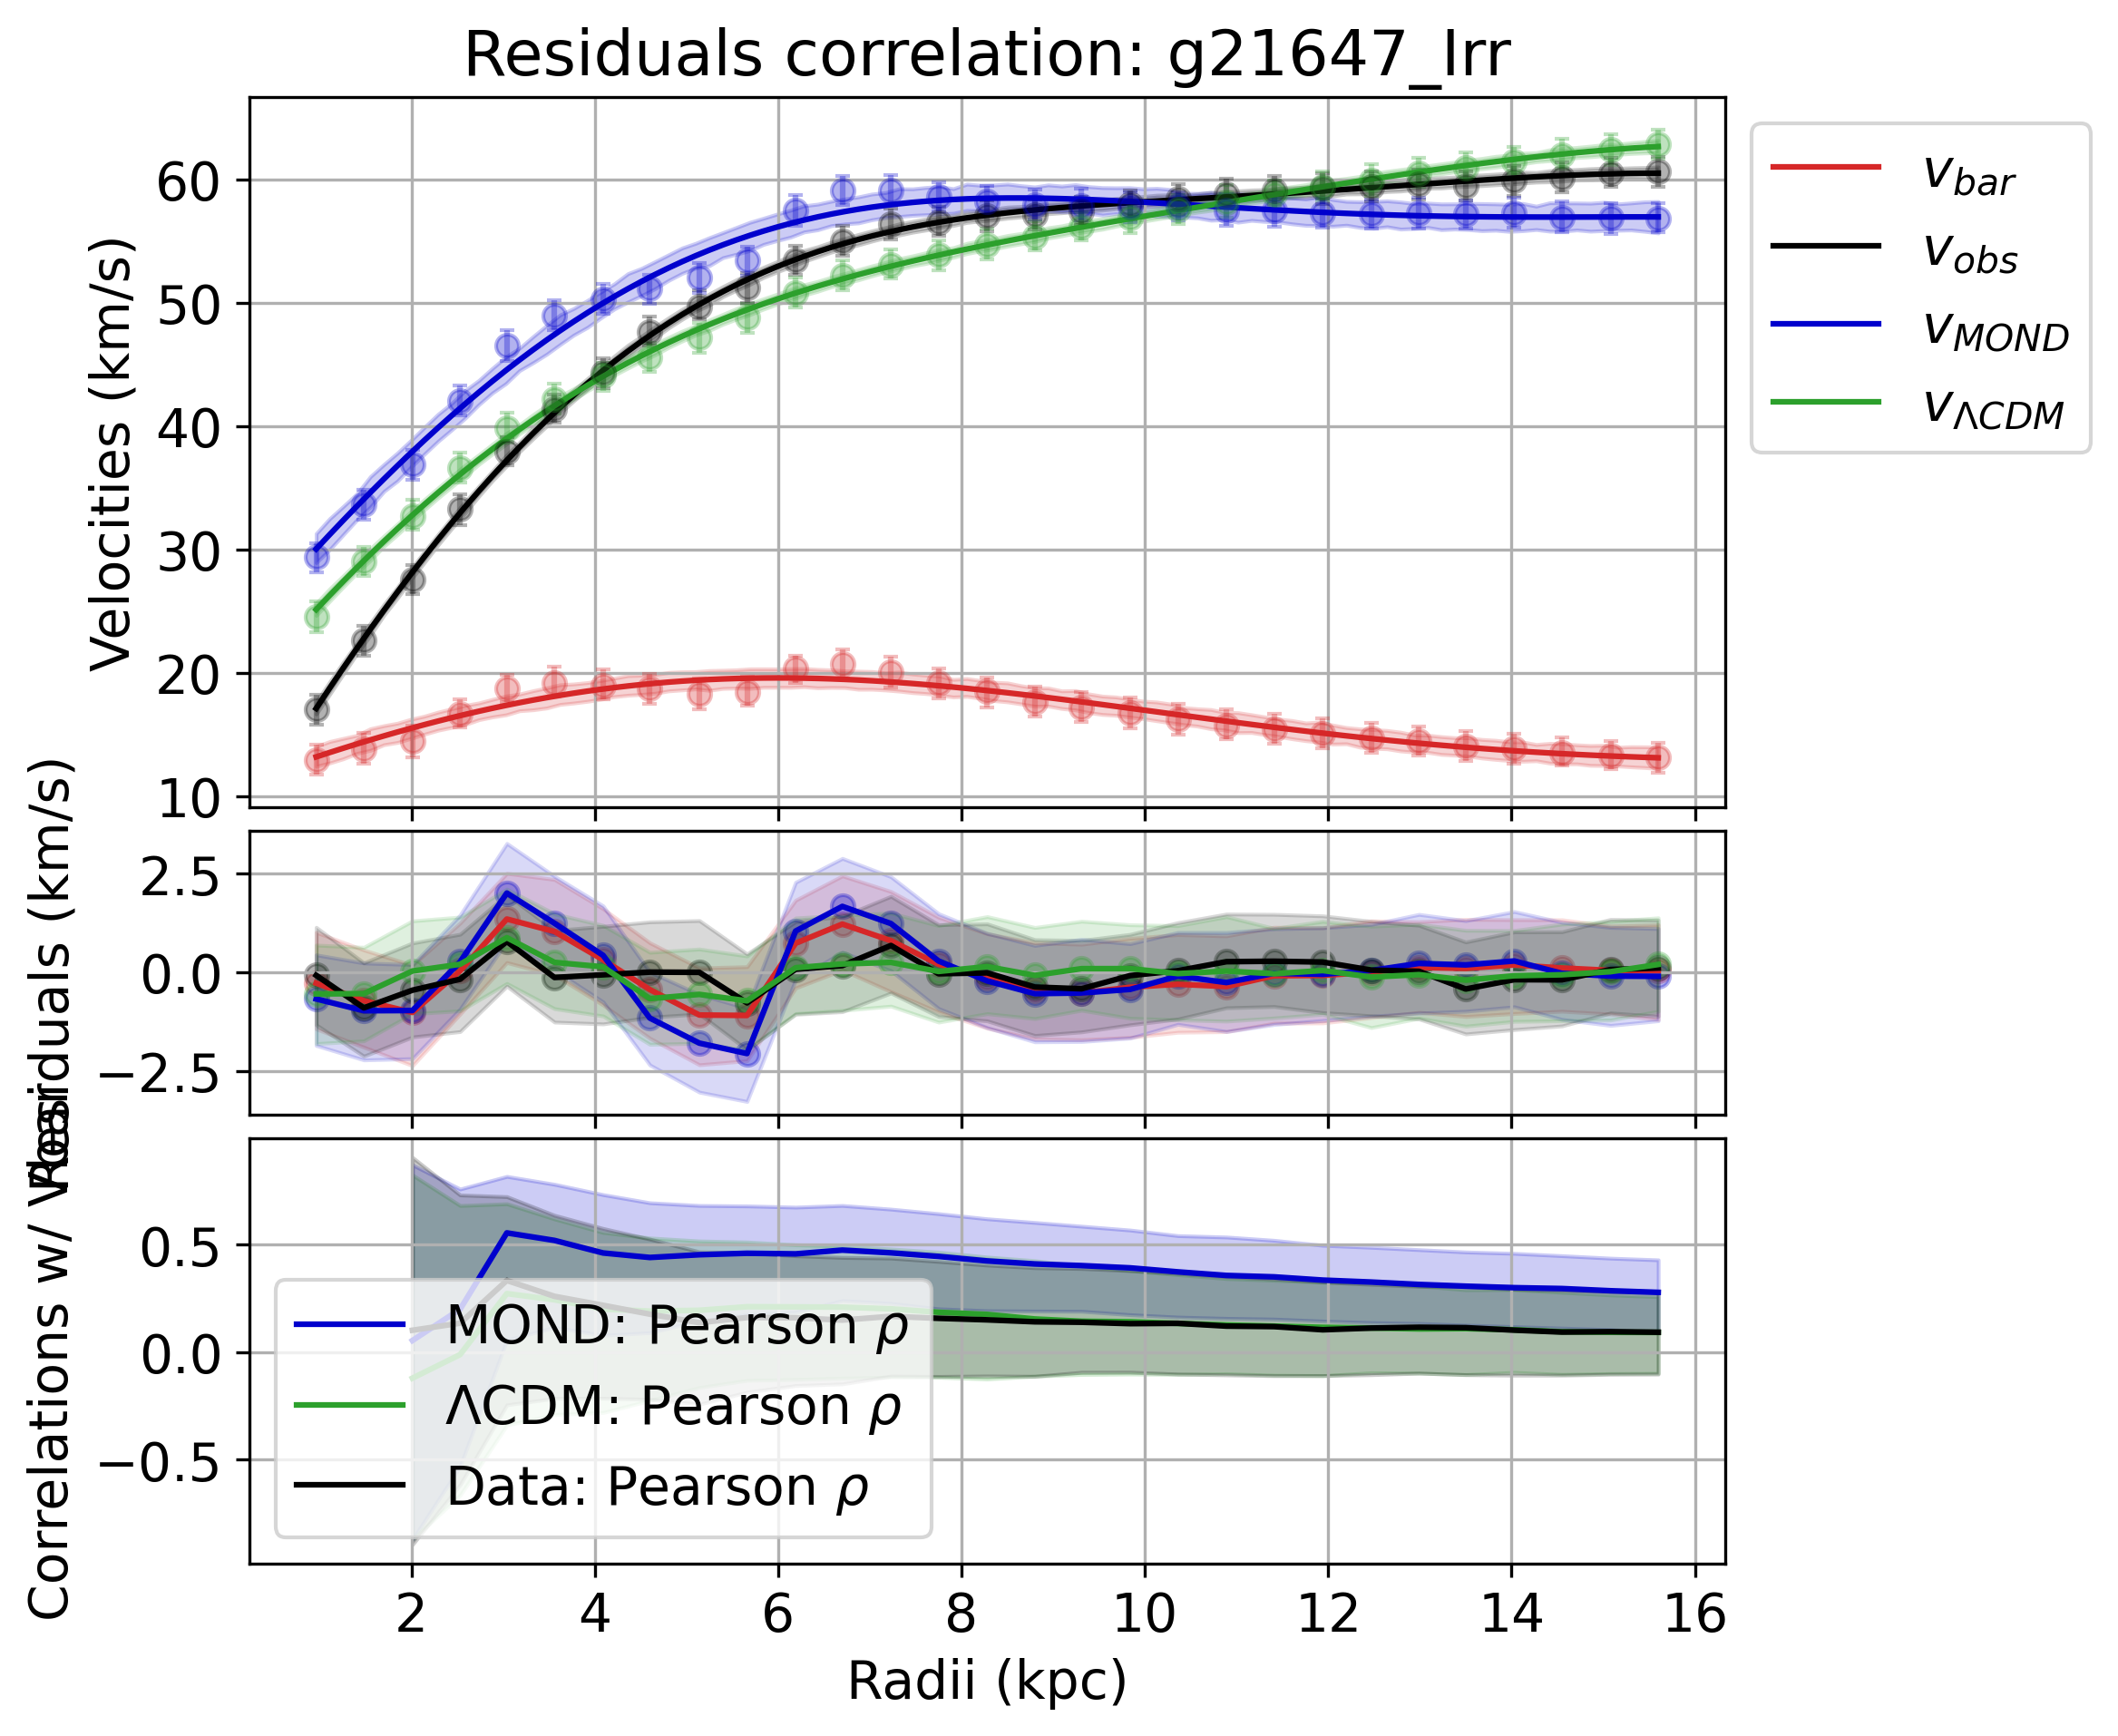 Residuals correlation: g21647_Irr
Velocities (km/s)
60
50
40
30
20
10
v_bar
v_obs
v_MOND
v_ΛCDM
Residuals (km/s)
2.5
0.0
−2.5
Correlations w/ V_bar
0.5
0.0
−0.5
MOND: Pearson ρ
ΛCDM: Pearson ρ
Data: Pearson ρ
2 4 6 8 10 12 14 16
Radii (kpc)